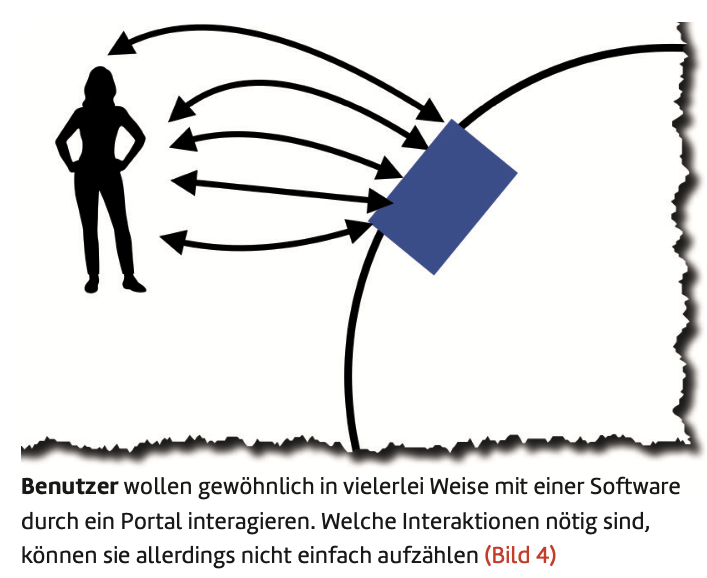 Benutzer wollen gewöhnlich in vielerlei Weise mit einer Software
durch ein Portal interagieren. Welche Interaktionen nötig sind,
können sie allerdings nicht einfach aufzählen (Bild 4)